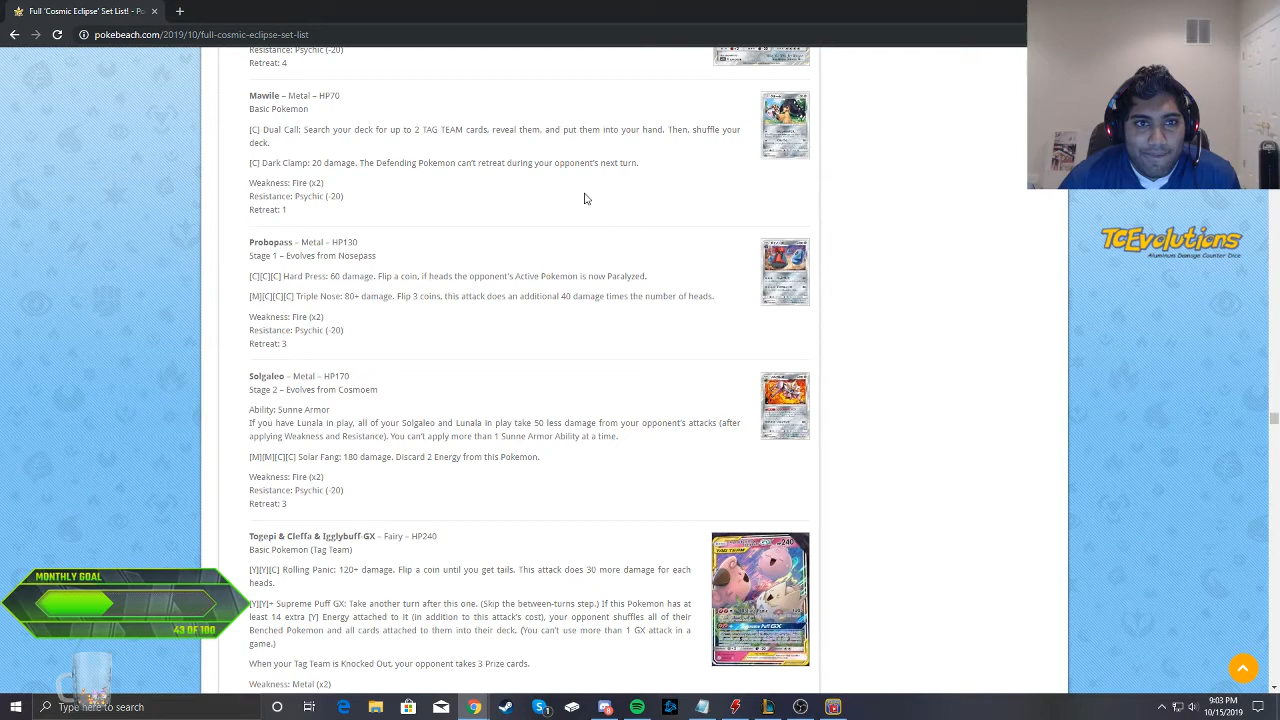 Full 'Cosmic Eclipse' Set List! - Po
pokebeach.com/2019/10/full-cosmic-eclipse-set-list
Resistance: Psychic (-20)
Retreat: 4
Mawile – Metal – HP70
Basic Pokemon
[C] Dual Call: Search your deck for up to 2 TAG TEAM cards, reveal them, and put them into your hand. Then, shuffle your
deck.
20 damage. The Defending Pokemon can't retreat during your opponent's next turn.
Weakness: Fire (x2)
Resistance: Psychic (-20)
Retreat: 1
Probopass – Metal – HP130
Stage 1 – Evolves from Nosepass
[C][C][C] Hard Press: 60 damage. Flip a coin, if heads the opponent's Active Pokemon is now Paralyzed.
damage. Flip 3 coins, this attack does an additional 40 damage times the number of heads.
Weakness: Fire (x2)
Resistance: Psychic (-20)
Retreat: 3
Solgaleo – Metal – HP170
Stage 2 – Evolves from Cosmoem
Ability: Sunne Armor
If you have Lunala in play, all of your Solgaleo and Lunala in play take 30 less damage from your opponent's attacks (after
applying Weakness and Resistance). You can't apply more than 1 Sunne Armor Ability at a time.
[M][M][C][C] Solar Fang: 180 damage. Discard 2 Energy from this Pokemon.
Weakness: Fire (x2)
Resistance: Psychic (-20)
Retreat: 3
Togepi & Cleffa & Igglybuff-GX – Fairy – HP240
Basic Pokemon (Tag Team)
[Y][Y][C] Rolling Panic: 120+ damage. Flip a coin until you get tails. This attack does 30 more damage for each
heads.
[Y][Y]+ Supreme Puff GX: Take another turn after this one. (Skip the between-turns step.) If this Pokemon has at
least 14 extra [Y] Energy attached to it (in addition to this attack's cost), your opponent shuffles all of their
Benched Pokemon and all cards attached to them into their deck. (You can't use more than 1 GX attack in a
game.)
When your Tag Team is Knocked Out, your opponent takes 3 Prize cards.
Weakness: Metal (x2)
TCEvolutions
Aluminum Damage Counter Dice
MONTHLY GOAL
43 OF 100
TAG TEAM
240
Type here to search
9:03 PM
10/15/2019